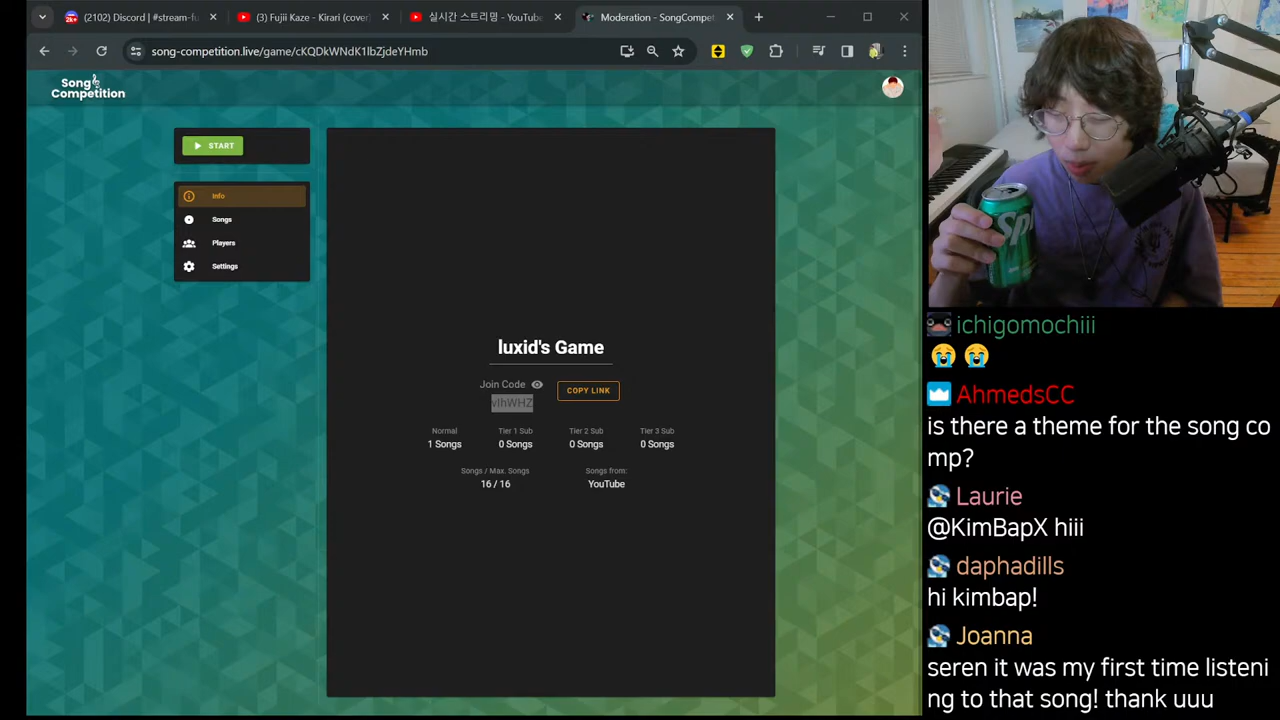 (2102) Discord | #stream-fu
(3) Fujii Kaze - Kirari (cover)
실시간 스트리밍 - YouTube
Moderation - SongCompet
song-competition.live/game/cKQDkWNdK1lbZjdeYHmb
Song
Competition
START
Info
Songs
Players
Settings
luxid's Game
Join Code
vIhWHZ
COPY LINK
Normal
1 Songs
Tier 1 Sub
0 Songs
Tier 2 Sub
0 Songs
Tier 3 Sub
0 Songs
Songs / Max. Songs
16 / 16
Songs from:
YouTube
ichigomochiii
😭 😭
AhmedsCC
is there a theme for the song co
mp?
Laurie
@KimBapX hiii
daphadills
hi kimbap!
Joanna
seren it was my first time listeni
ng to that song! thank uuu